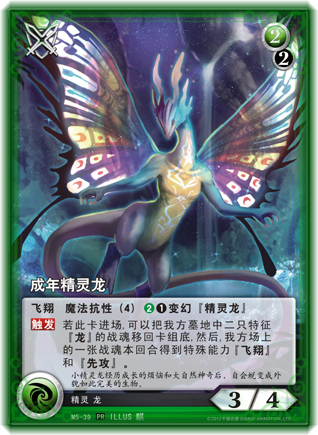 2
2
成年精灵龙
飞翔 魔法抗性（4） 2 1 变幻『精灵龙』
触发 若此卡进场，可以把我方墓地中二只特征
『龙』的战魂移回卡组底，然后，我方场上
的一张战魂本回合得到特殊能力『飞翔』
和『先攻』。
小精灵龙经历成长的烦恼和太自然神奇后，自会蜕变成外
貌如此完美的生物。
精灵 龙
3 / 4
MS-39 PR ILLUS 麒